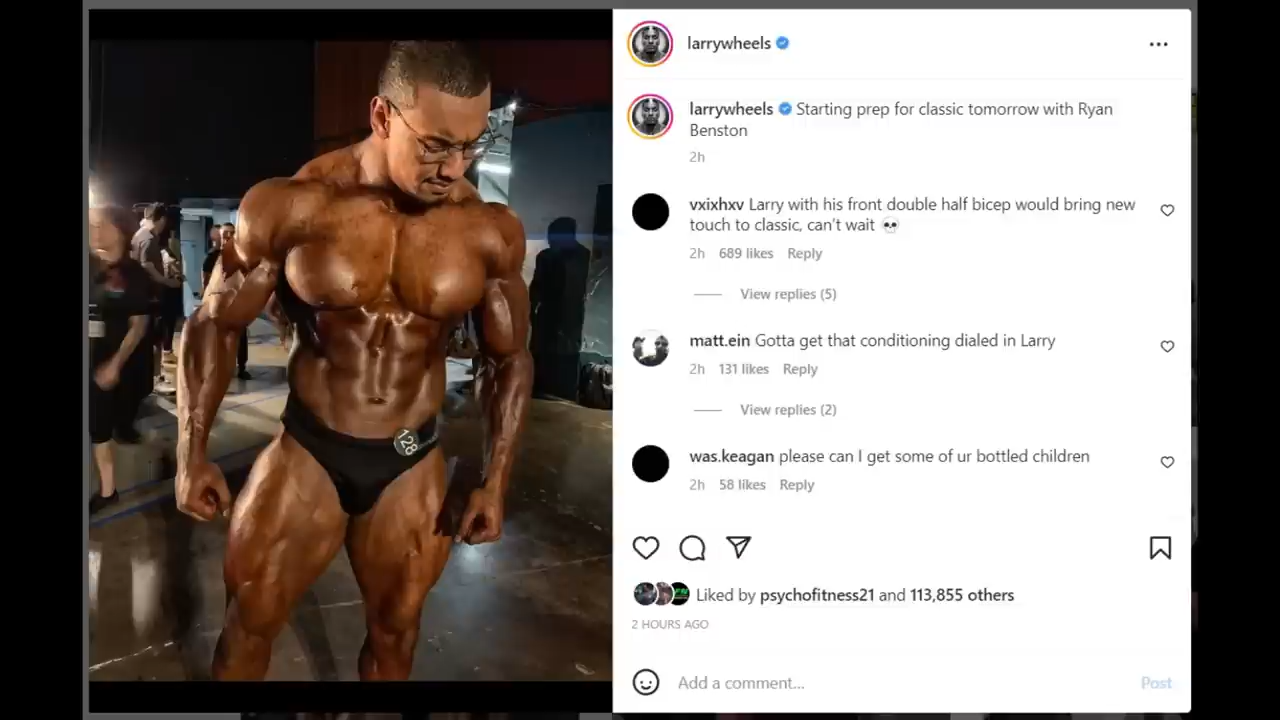 larrywheels
larrywheels Starting prep for classic tomorrow with Ryan
Benston
2h
vxixhxv Larry with his front double half bicep would bring new
touch to classic, can't wait 💀
2h 689 likes Reply
View replies (5)
matt.ein Gotta get that conditioning dialed in Larry
2h 131 likes Reply
View replies (2)
was.keagan please can I get some of ur bottled children
2h 58 likes Reply
Liked by psychofitness21 and 113,855 others
2 HOURS AGO
Add a comment... Post
128